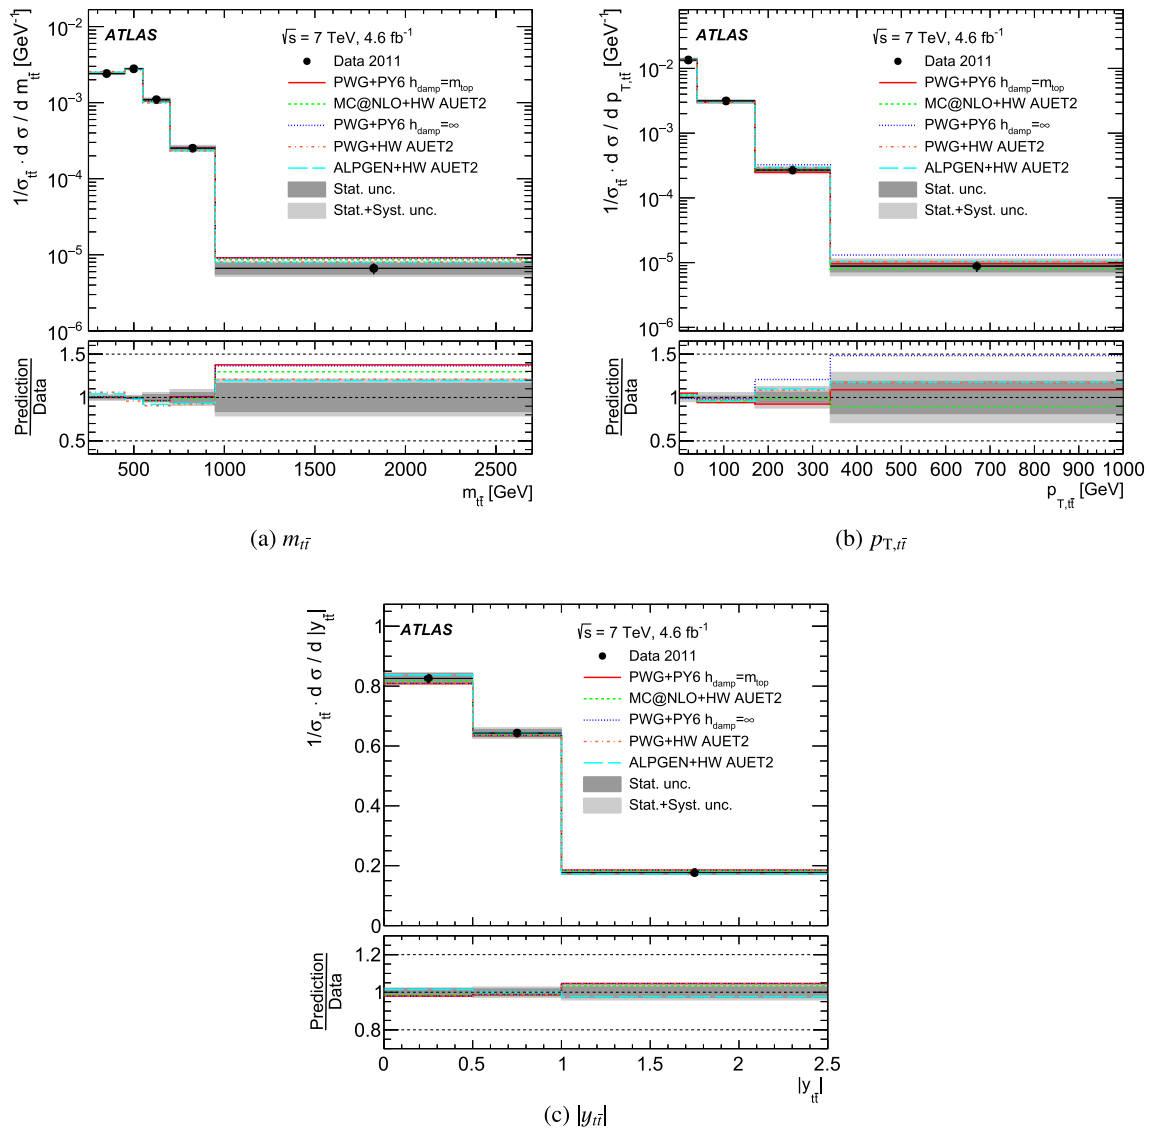 1/σ_tt̄ · d σ / d m_tt̄ [GeV⁻¹]
10⁻²
10⁻³
10⁻⁴
10⁻⁵
10⁻⁶
ATLAS
√s = 7 TeV, 4.6 fb⁻¹
Data 2011
PWG+PY6 h_damp=m_top
MC@NLO+HW AUET2
PWG+PY6 h_damp=∞
PWG+HW AUET2
ALPGEN+HW AUET2
Stat. unc.
Stat.+Syst. unc.
Prediction
Data
1.5
1
0.5
500 1000 1500 2000 2500
m_tt̄ [GeV]
(a) m_tt̄
1/σ_tt̄ · d σ / d p_T,tt̄ [GeV⁻¹]
10⁻²
10⁻³
10⁻⁴
10⁻⁵
10⁻⁶
ATLAS
√s = 7 TeV, 4.6 fb⁻¹
Data 2011
PWG+PY6 h_damp=m_top
MC@NLO+HW AUET2
PWG+PY6 h_damp=∞
PWG+HW AUET2
ALPGEN+HW AUET2
Stat. unc.
Stat.+Syst. unc.
Prediction
Data
1.5
1
0.5
0 100 200 300 400 500 600 700 800 900 1000
p_T,tt̄ [GeV]
(b) p_T,tt̄
1/σ_tt̄ · d σ / d |y_tt̄|
1
0.8
0.6
0.4
0.2
0
ATLAS
√s = 7 TeV, 4.6 fb⁻¹
Data 2011
PWG+PY6 h_damp=m_top
MC@NLO+HW AUET2
PWG+PY6 h_damp=∞
PWG+HW AUET2
ALPGEN+HW AUET2
Stat. unc.
Stat.+Syst. unc.
Prediction
Data
1.2
1
0.8
0 0.5 1 1.5 2 2.5
|y_tt̄|
(c) |y_tt̄|